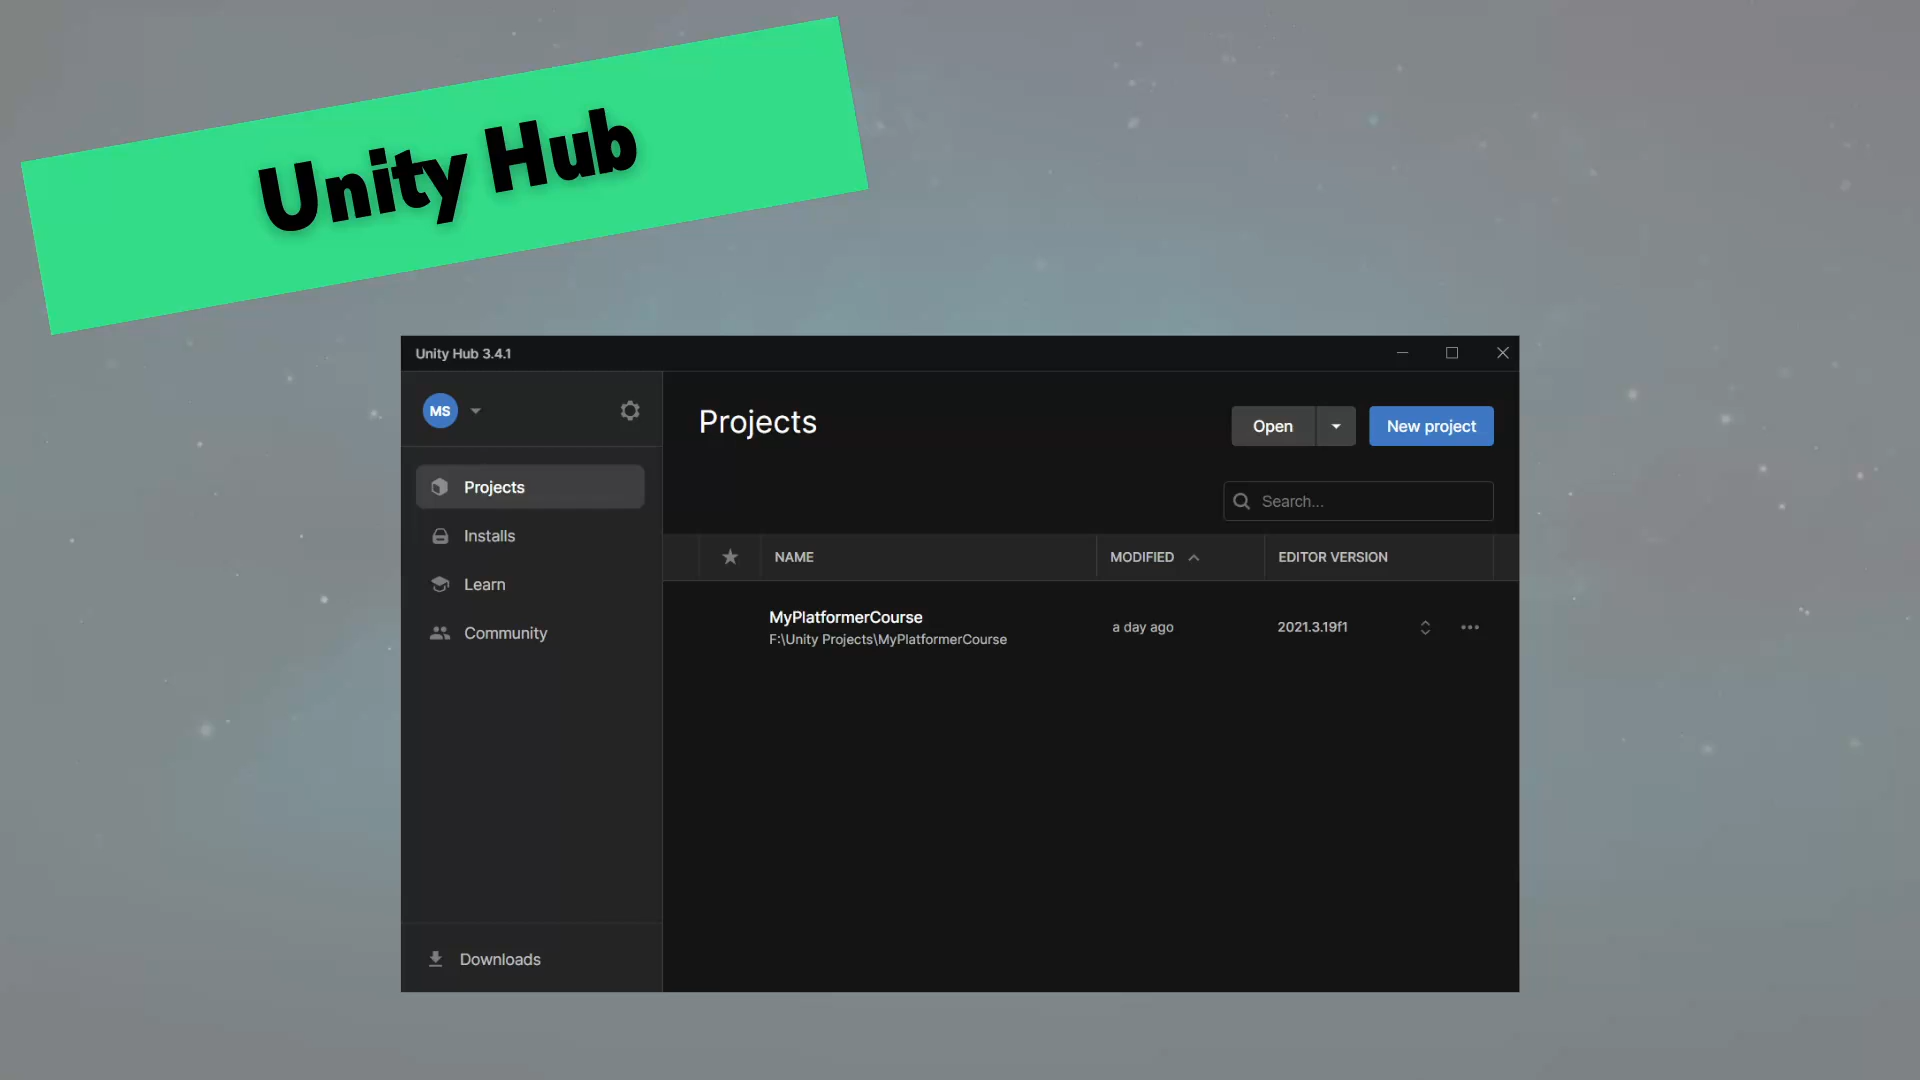 Unity Hub
Unity Hub 3.4.1
MS
Projects
Installs
Learn
Community
Downloads
Projects
Open
New project
Search...
NAME
MODIFIED
EDITOR VERSION
MyPlatformerCourse
F:\Unity Projects\MyPlatformerCourse
a day ago
2021.3.19f1